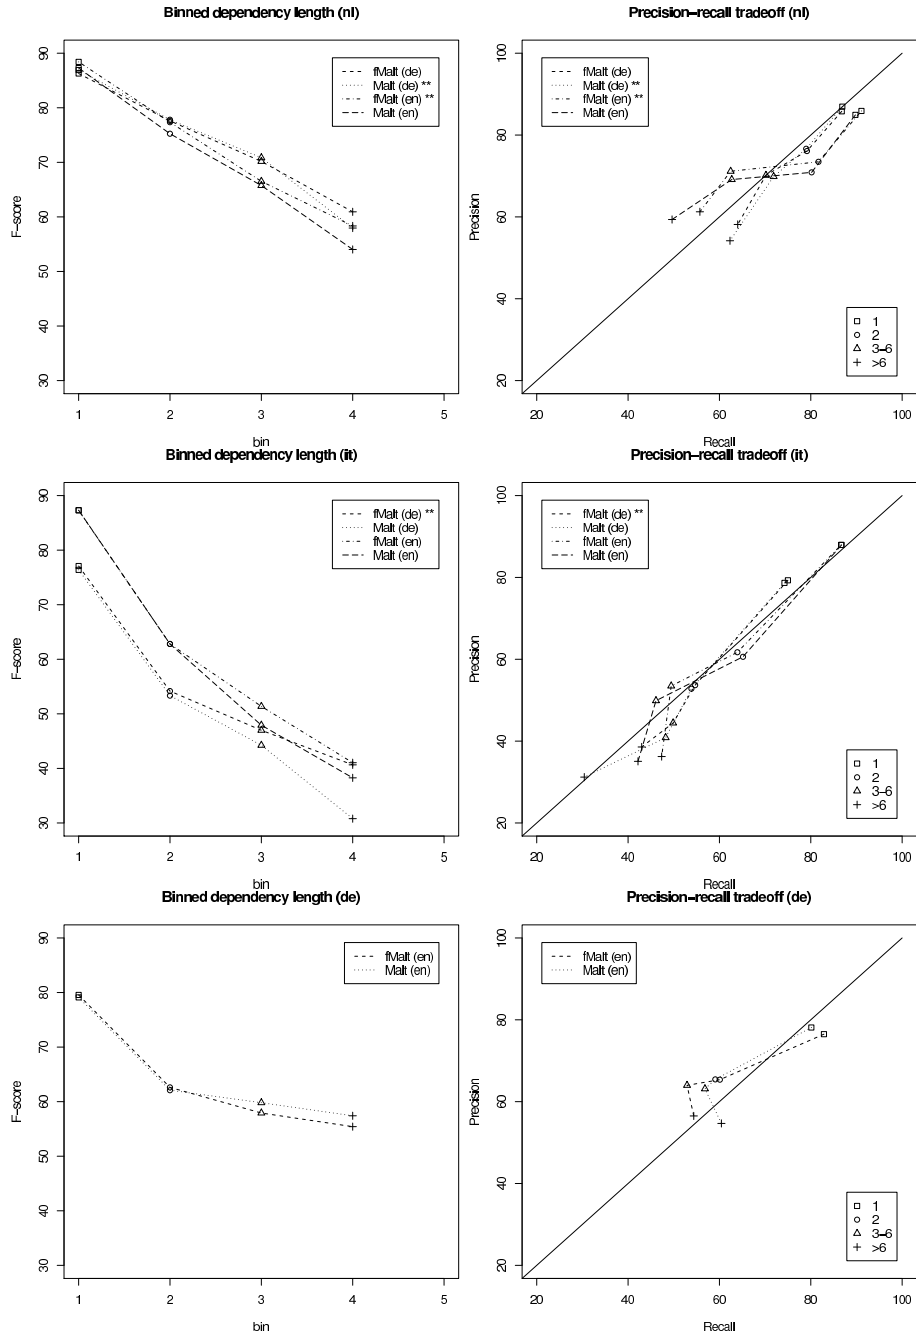 Binned dependency length (nl)
F-score
90
80
70
60
50
40
30
fMalt (de)
Malt (de) **
fMalt (en) **
Malt (en)
1 2 3 4 5
bin
Precision-recall tradeoff (nl)
Precision
100
80
60
40
20
fMalt (de)
Malt (de) **
fMalt (en) **
Malt (en)
1
2
3-6
>6
20 40 60 80 100
Recall
Binned dependency length (it)
F-score
90
80
70
60
50
40
30
fMalt (de) **
Malt (de)
fMalt (en)
Malt (en)
1 2 3 4 5
bin
Precision-recall tradeoff (it)
Precision
100
80
60
40
20
fMalt (de) **
Malt (de)
fMalt (en)
Malt (en)
1
2
3-6
>6
20 40 60 80 100
Recall
Binned dependency length (de)
F-score
90
80
70
60
50
40
30
fMalt (en)
Malt (en)
1 2 3 4 5
bin
Precision-recall tradeoff (de)
Precision
100
80
60
40
20
fMalt (en)
Malt (en)
1
2
3-6
>6
20 40 60 80 100
Recall